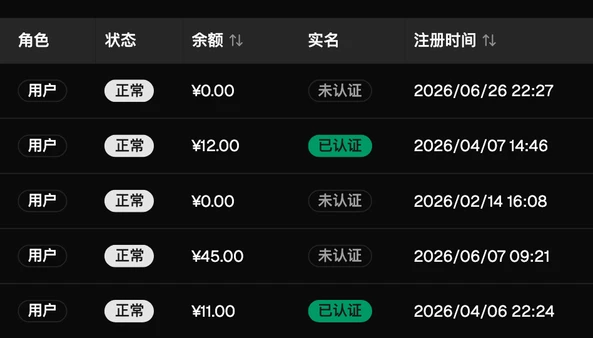 角色 状态 余额 实名 注册时间
用户 正常 ¥0.00 未认证 2026/06/26 22:27
用户 正常 ¥12.00 已认证 2026/04/07 14:46
用户 正常 ¥0.00 未认证 2026/02/14 16:08
用户 正常 ¥45.00 未认证 2026/06/07 09:21
用户 正常 ¥11.00 已认证 2026/04/06 22:24